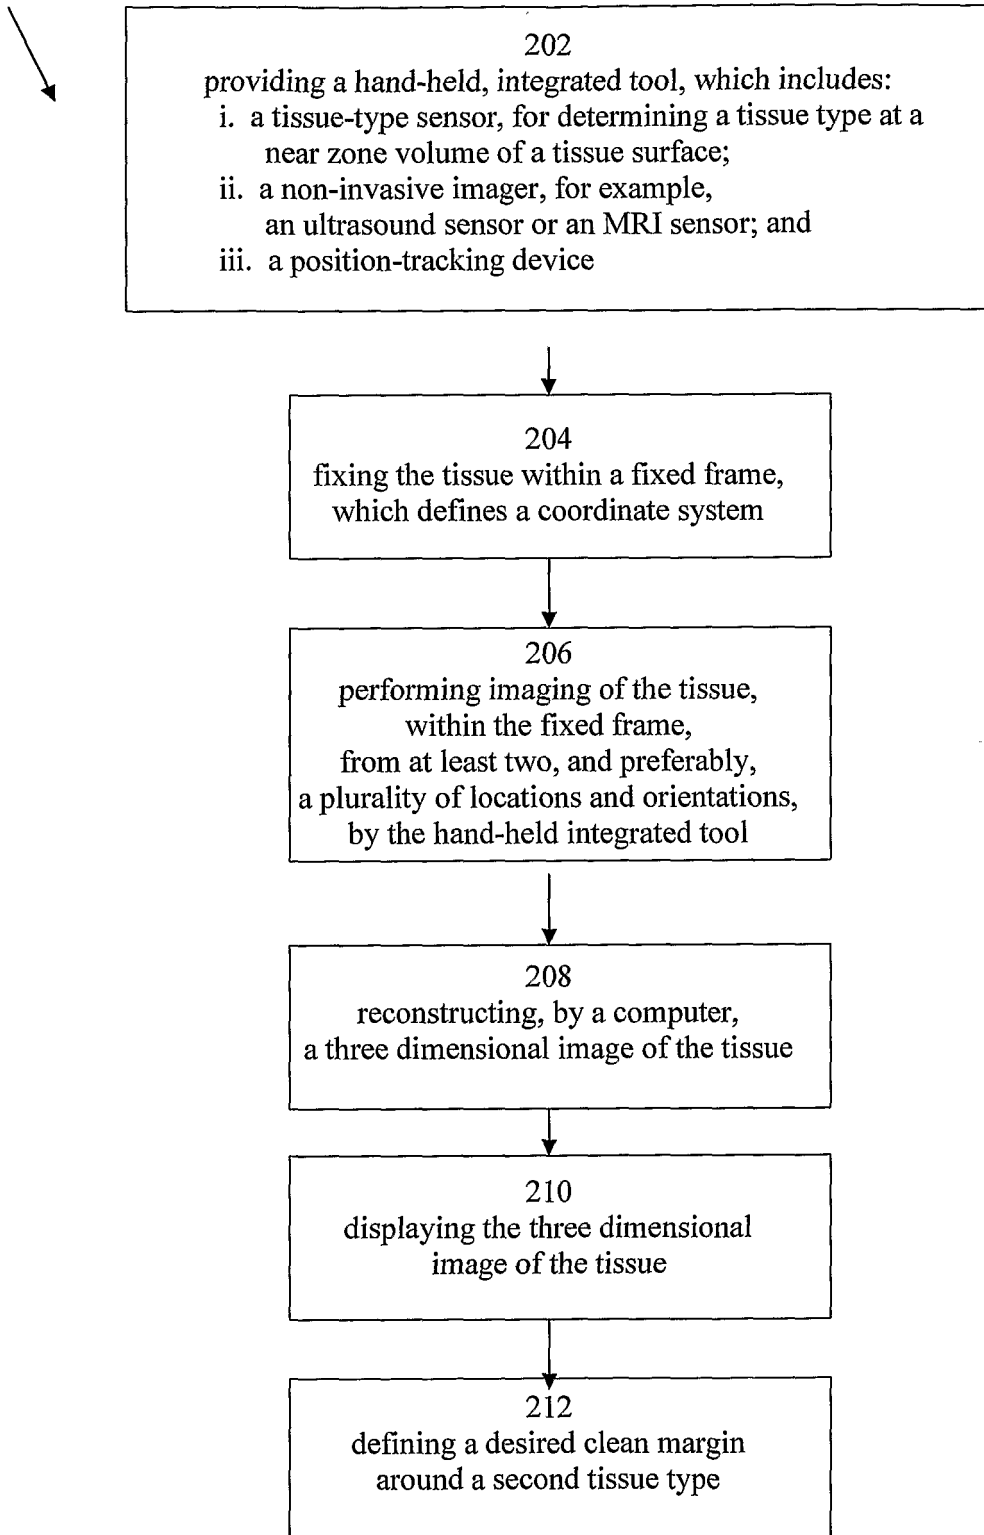 202
providing a hand-held, integrated tool, which includes:
i. a tissue-type sensor, for determining a tissue type at a
near zone volume of a tissue surface;
ii. a non-invasive imager, for example,
an ultrasound sensor or an MRI sensor; and
iii. a position-tracking device
204
fixing the tissue within a fixed frame,
which defines a coordinate system
206
performing imaging of the tissue,
within the fixed frame,
from at least two, and preferably,
a plurality of locations and orientations,
by the hand-held integrated tool
208
reconstructing, by a computer,
a three dimensional image of the tissue
210
displaying the three dimensional
image of the tissue
212
defining a desired clean margin
around a second tissue type